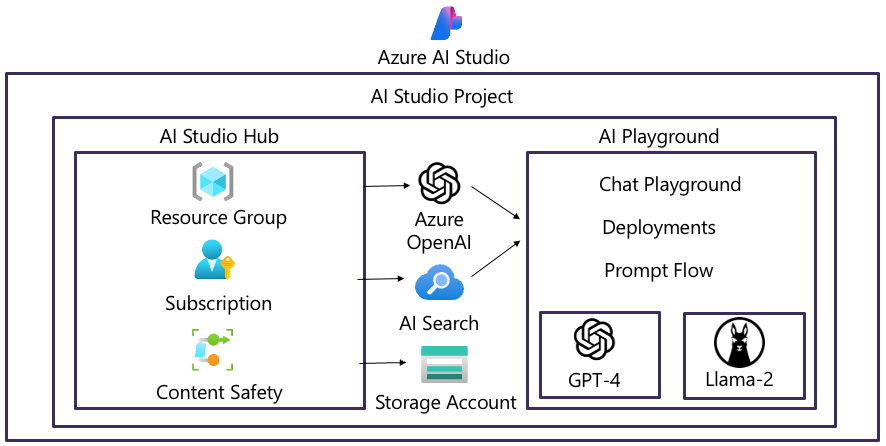 Azure AI Studio
AI Studio Project
AI Studio Hub
Resource Group
Subscription
Content Safety
Azure
OpenAI
AI Search
Storage Account
AI Playground
Chat Playground
Deployments
Prompt Flow
GPT-4
Llama-2